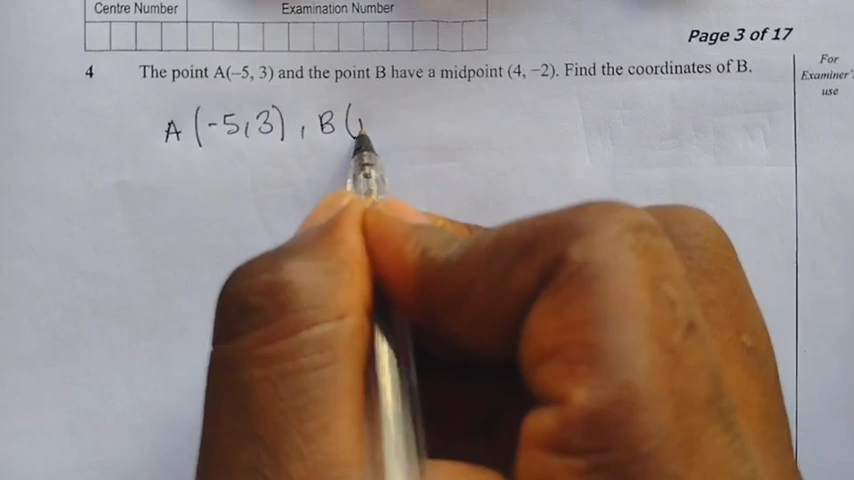 Centre Number Examination Number
Page 3 of 17
4 The point A(–5, 3) and the point B have a midpoint (4, –2). Find the coordinates of B.
For
Examiner's
use
A (-5,3) , B (